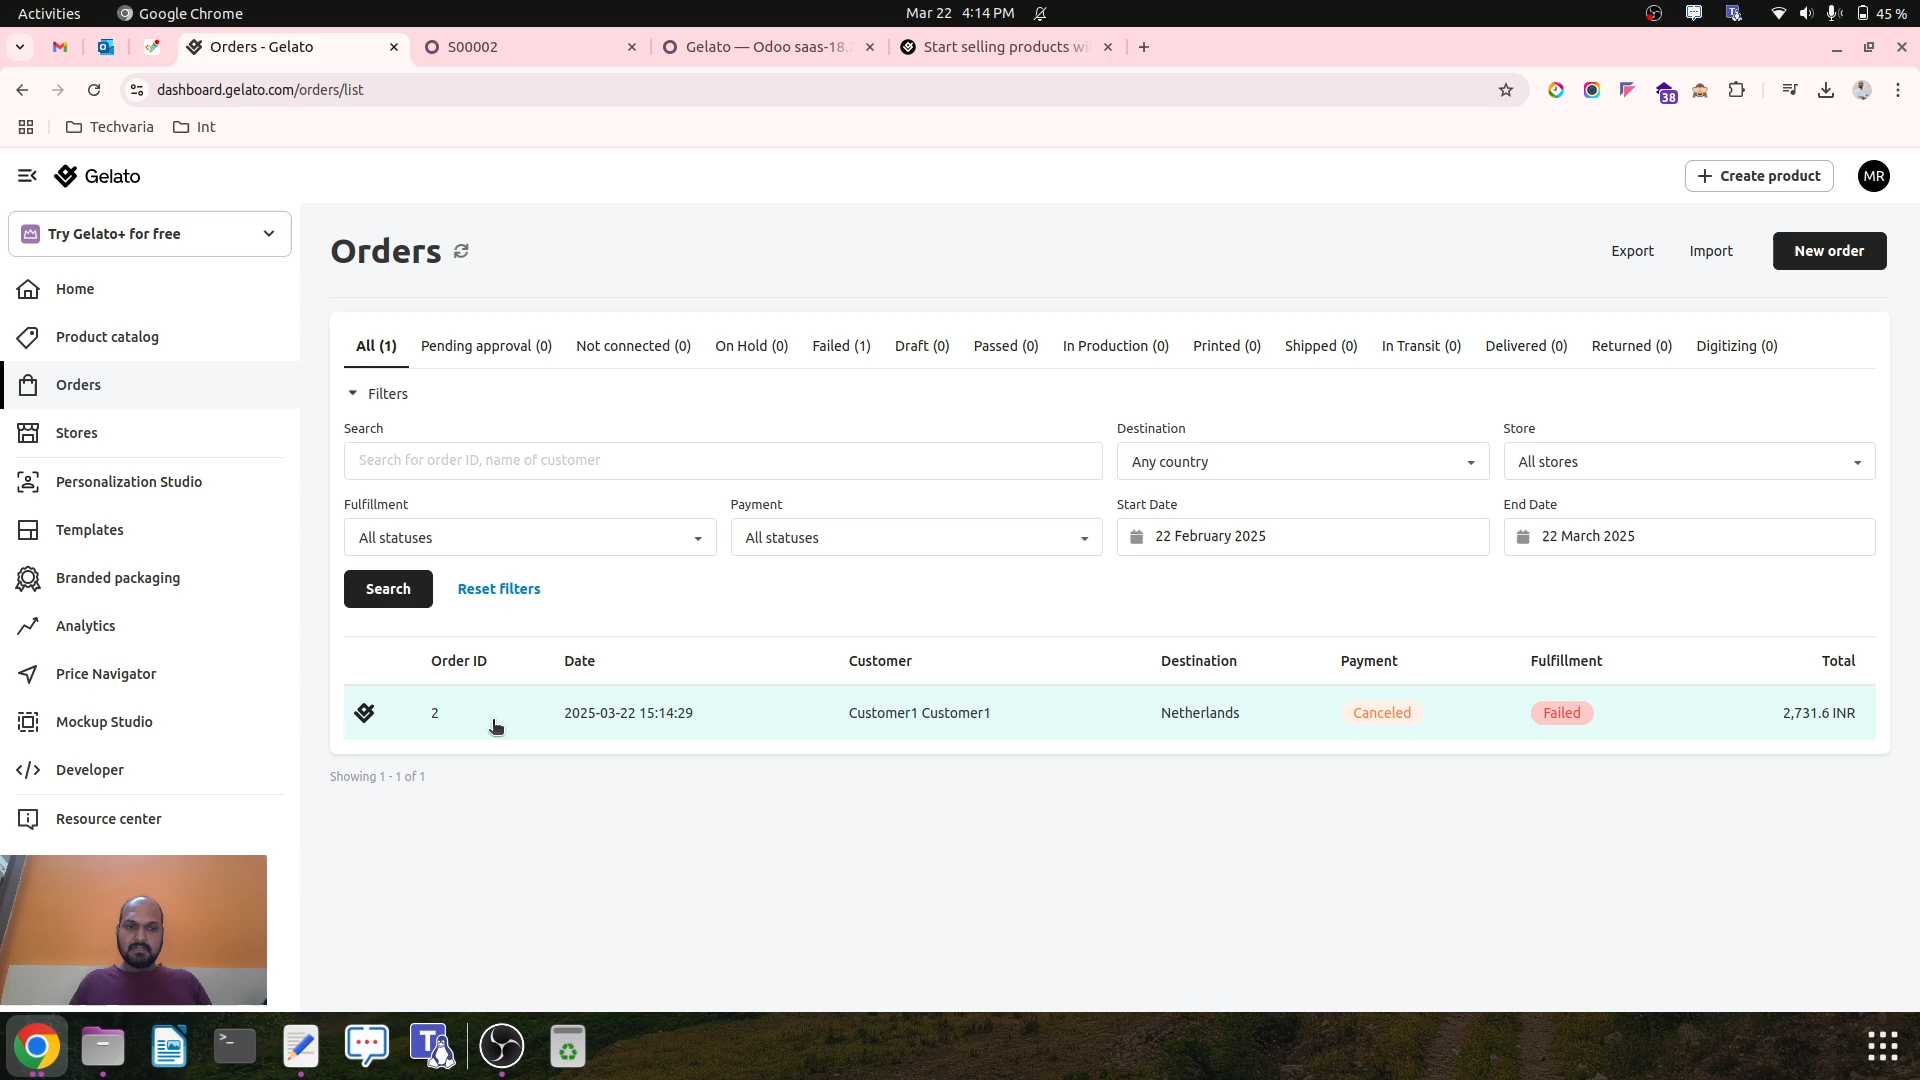 Activities Google Chrome Mar 22 4:14 PM 45 %
Orders - Gelato S00002 Gelato — Odoo saas-18. Start selling products wi
dashboard.gelato.com/orders/list 38
Techvaria Int
Gelato Create product MR
Try Gelato+ for free
Home
Product catalog
Orders
Stores
Personalization Studio
Templates
Branded packaging
Analytics
Price Navigator
Mockup Studio
Developer
Resource center
Orders Export Import New order
All (1) Pending approval (0) Not connected (0) On Hold (0) Failed (1) Draft (0) Passed (0) In Production (0) Printed (0) Shipped (0) In Transit (0) Delivered (0) Returned (0) Digitizing (0)
Filters
Search Destination Store
Search for order ID, name of customer Any country All stores
Fulfillment Payment Start Date End Date
All statuses All statuses 22 February 2025 22 March 2025
Search Reset filters
Order ID Date Customer Destination Payment Fulfillment Total
2 2025-03-22 15:14:29 Customer1 Customer1 Netherlands Canceled Failed 2,731.6 INR
Showing 1 - 1 of 1